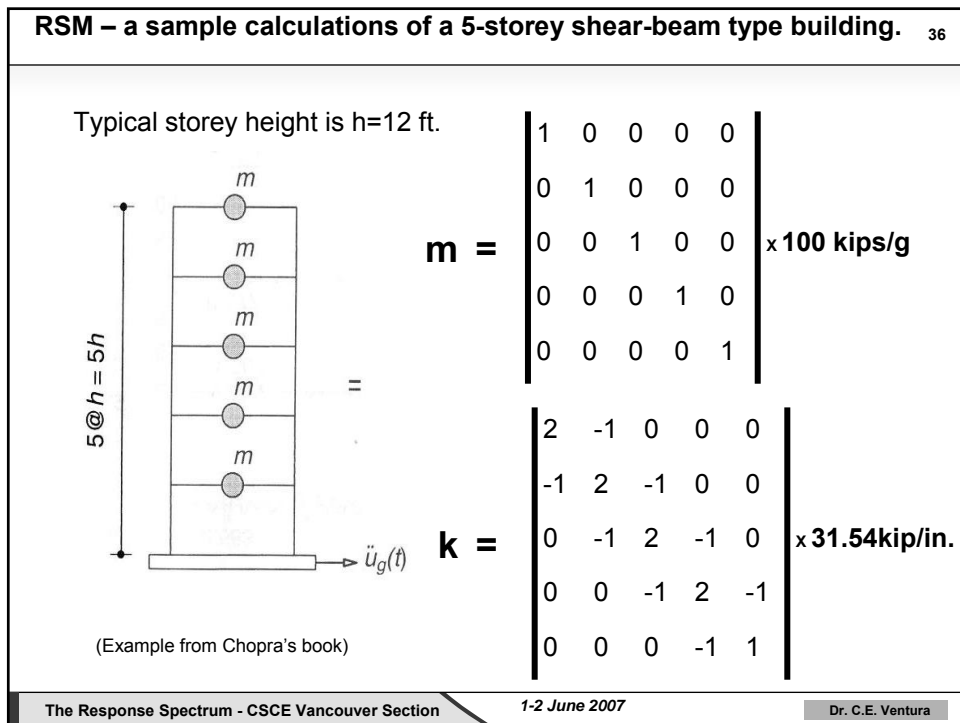 RSM – a sample calculations of a 5-storey shear-beam type building. 36
Typical storey height is h=12 ft.
m
m
m
m
m
5@h = 5h
=
üg(t)
(Example from Chopra's book)
m =
1 0 0 0 0
0 1 0 0 0
0 0 1 0 0
0 0 0 1 0
0 0 0 0 1
x 100 kips/g
k =
2 -1 0 0 0
-1 2 -1 0 0
0 -1 2 -1 0
0 0 -1 2 -1
0 0 0 -1 1
x 31.54kip/in.
The Response Spectrum - CSCE Vancouver Section
1-2 June 2007
Dr. C.E. Ventura